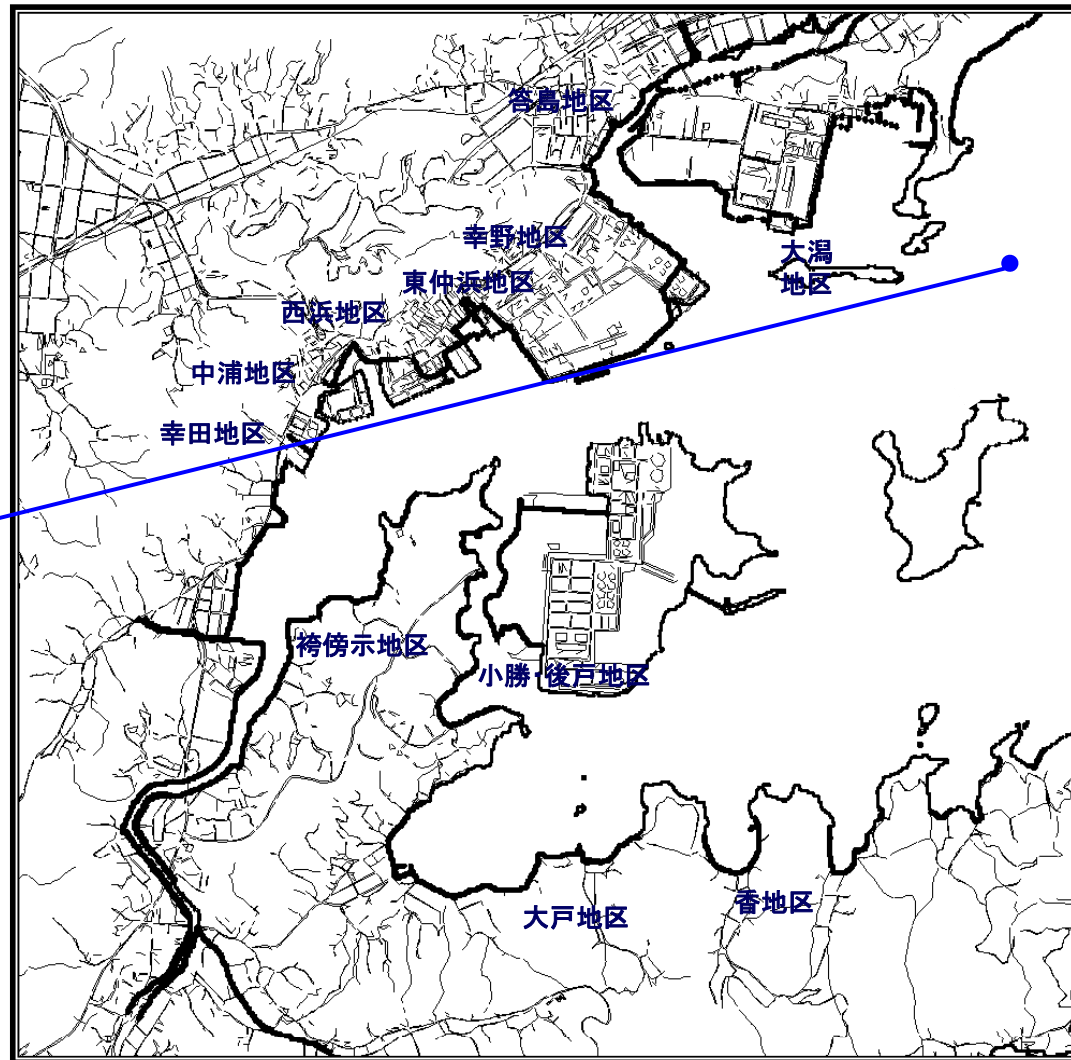 答島地区
幸野地区
大潟
地区
東仲浜地区
西浜地区
中浦地区
幸田地区
袴傍示地区
小勝・後戸地区
香地区
大戸地区